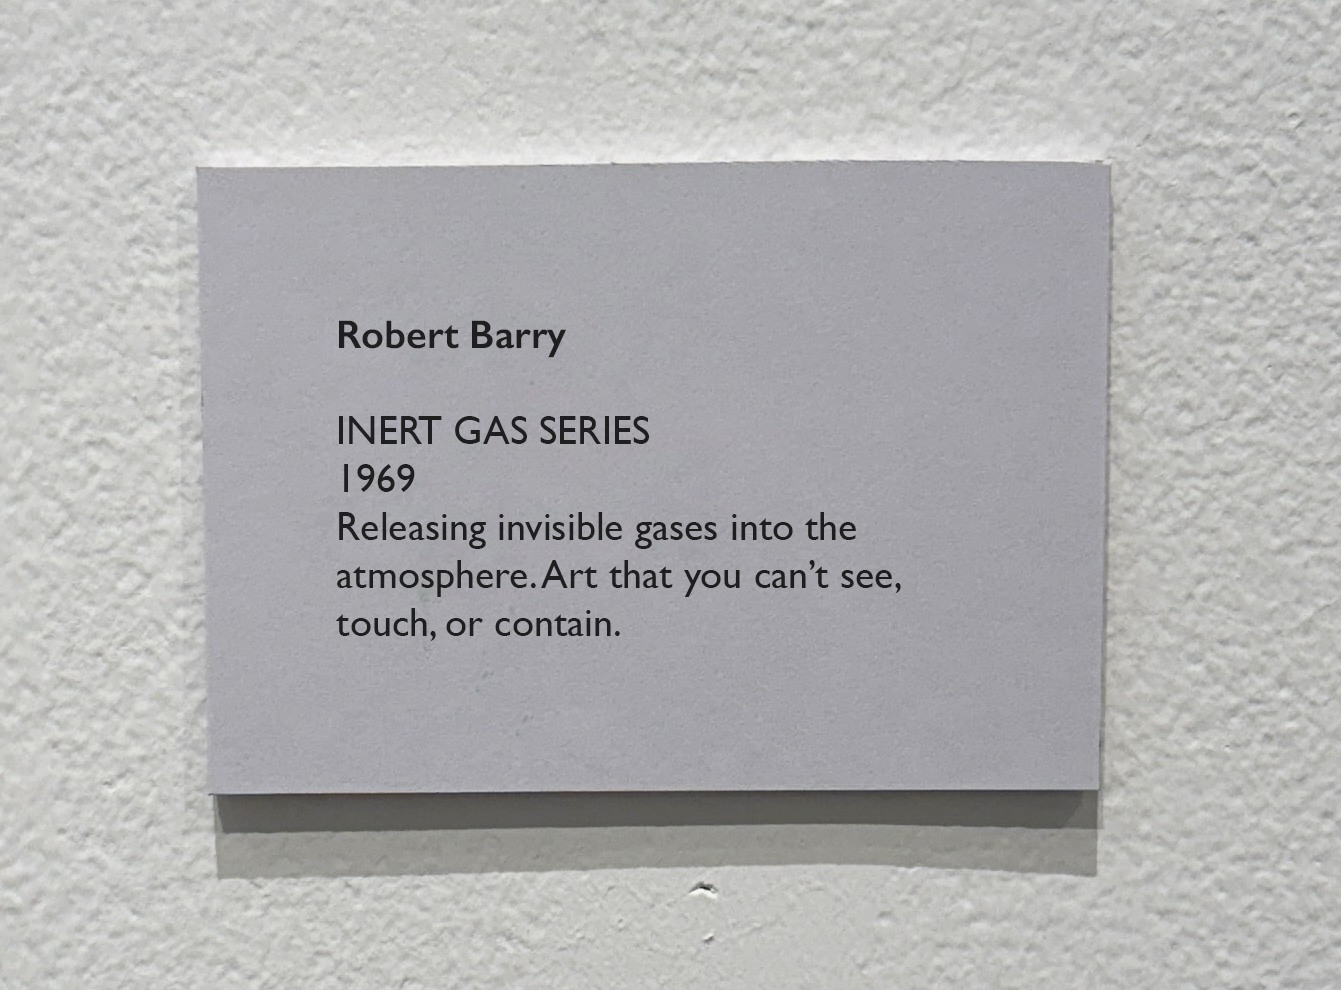 Robert Barry
INERT GAS SERIES
1969
Releasing invisible gases into the
atmosphere. Art that you can’t see,
touch, or contain.